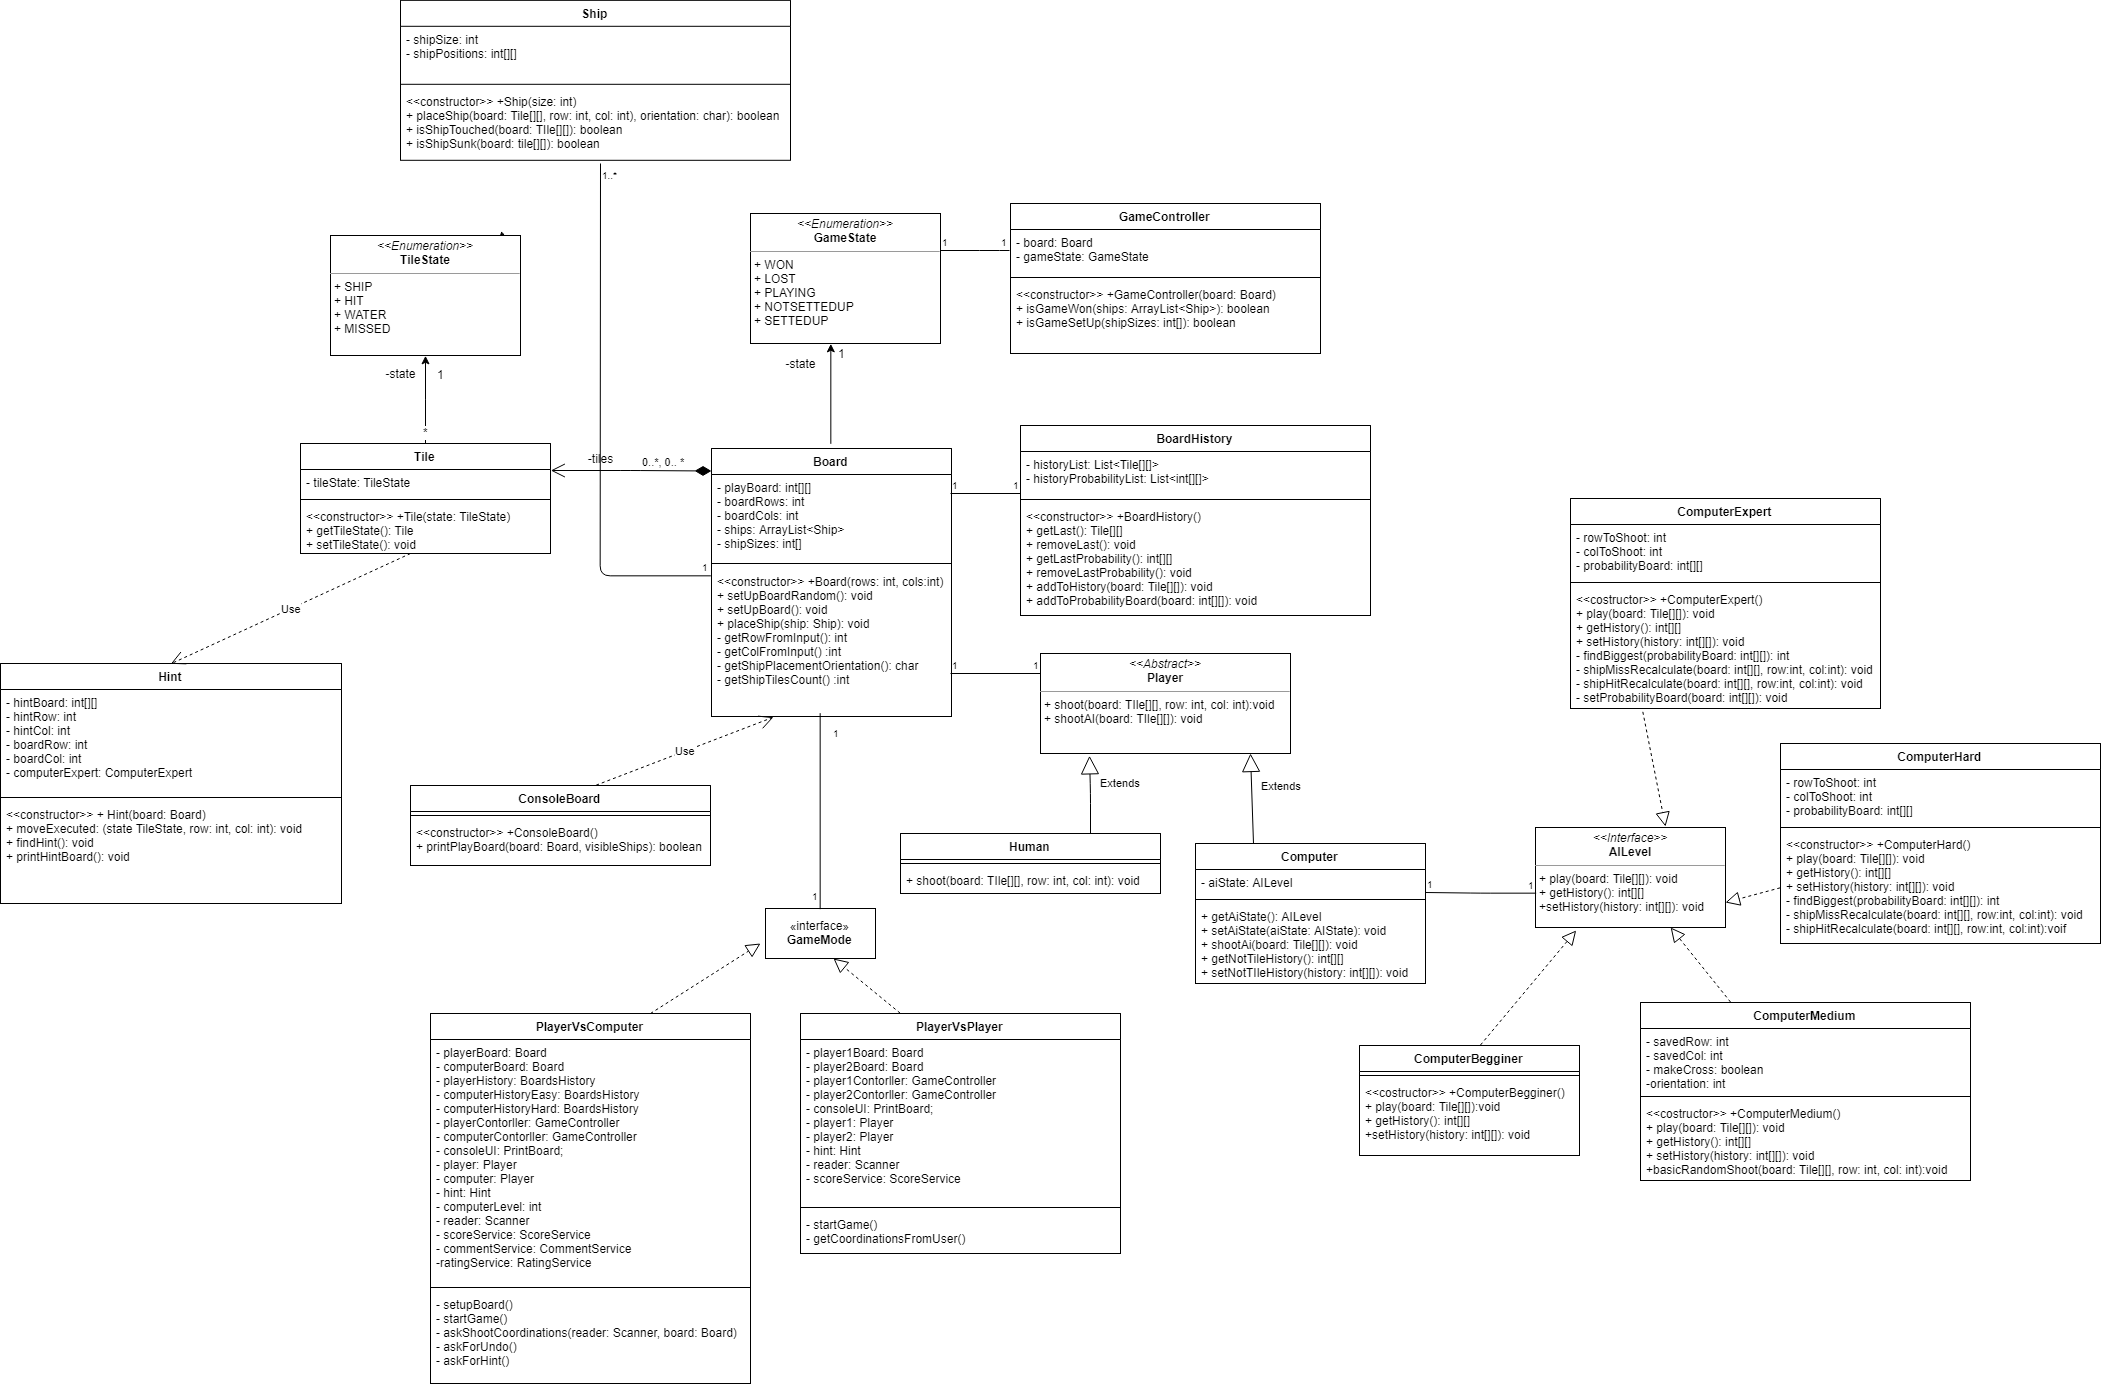 Ship
- shipSize: int
- shipPositions: int[][]
<<constructor>> +Ship(size: int)
+ placeShip(board: Tile[][], row: int, col: int), orientation: char): boolean
+ isShipTouched(board: TIle[][]): boolean
+ isShipSunk(board: tile[][]): boolean
1..*
<<Enumeration>>
TileState
+ SHIP
+ HIT
+ WATER
+ MISSED
-state
1
*
<<Enumeration>>
GameState
+ WON
+ LOST
+ PLAYING
+ NOTSETTEDUP
+ SETTEDUP
1
1
-state
1
GameController
- board: Board
- gameState: GameState
<<constructor>> +GameController(board: Board)
+ isGameWon(ships: ArrayList<Ship>): boolean
+ isGameSetUp(shipSizes: int[]): boolean
Tile
- tileState: TileState
<<constructor>> +Tile(state: TileState)
+ getTileState(): Tile
+ setTileState(): void
-tiles
0..*, 0.. *
Board
- playBoard: int[][]
- boardRows: int
- boardCols: int
- ships: ArrayList<Ship>
- shipSizes: int[]
<<constructor>> +Board(rows: int, cols:int)
+ setUpBoardRandom(): void
+ setUpBoard(): void
+ placeShip(ship: Ship): void
- getRowFromInput(): int
- getColFromInput() :int
- getShipPlacementOrientation(): char
- getShipTilesCount() :int
1
1
1
BoardHistory
- historyList: List<Tile[][]>
- historyProbabilityList: List<int[][]>
<<constructor>> +BoardHistory()
+ getLast(): Tile[][]
+ removeLast(): void
+ getLastProbability(): int[][]
+ removeLastProbability(): void
+ addToHistory(board: Tile[][]): void
+ addToProbabilityBoard(board: int[][]): void
ComputerExpert
- rowToShoot: int
- colToShoot: int
- probabilityBoard: int[][]
<<costructor>> +ComputerExpert()
+ play(board: Tile[][]): void
+ getHistory(): int[][]
+ setHistory(history: int[][]): void
- findBiggest(probabilityBoard: int[][]): int
- shipMissRecalculate(board: int[][], row:int, col:int): void
- shipHitRecalculate(board: int[][], row:int, col:int): void
- setProbabilityBoard(board: int[][]): void
Use
Hint
- hintBoard: int[][]
- hintRow: int
- hintCol: int
- boardRow: int
- boardCol: int
- computerExpert: ComputerExpert
<<constructor>> + Hint(board: Board)
+ moveExecuted: (state TileState, row: int, col: int): void
+ findHint(): void
+ printHintBoard(): void
1
1
<<Abstract>>
Player
+ shoot(board: TIle[][], row: int, col: int):void
+ shootAI(board: TIle[][]): void
Use
1
1
ConsoleBoard
<<constructor>> +ConsoleBoard()
+ printPlayBoard(board: Board, visibleShips): boolean
Extends
Extends
Human
+ shoot(board: TIle[][], row: int, col: int): void
Computer
- aiState: AILevel
+ getAiState(): AILevel
+ setAiState(aiState: AIState): void
+ shootAi(board: Tile[][]): void
+ getNotTileHistory(): int[][]
+ setNotTIleHistory(history: int[][]): void
1
1
<<Interface>>
AILevel
+ play(board: Tile[][]): void
+ getHistory(): int[][]
+setHistory(history: int[][]): void
ComputerHard
- rowToShoot: int
- colToShoot: int
- probabilityBoard: int[][]
<<constructor>> +ComputerHard()
+ play(board: Tile[][]): void
+ getHistory(): int[][]
+ setHistory(history: int[][]): void
- findBiggest(probabilityBoard: int[][]): int
- shipMissRecalculate(board: int[][], row:int, col:int): void
- shipHitRecalculate(board: int[][], row:int, col:int):voif
«interface»
GameMode
PlayerVsComputer
- playerBoard: Board
- computerBoard: Board
- playerHistory: BoardsHistory
- computerHistoryEasy: BoardsHistory
- computerHistoryHard: BoardsHistory
- playerContorller: GameController
- computerContorller: GameController
- consoleUI: PrintBoard;
- player: Player
- computer: Player
- hint: Hint
- computerLevel: int
- reader: Scanner
- scoreService: ScoreService
- commentService: CommentService
-ratingService: RatingService
- setupBoard()
- startGame()
- askShootCoordinations(reader: Scanner, board: Board)
- askForUndo()
- askForHint()
PlayerVsPlayer
- player1Board: Board
- player2Board: Board
- player1Contorller: GameController
- player2Contorller: GameController
- consoleUI: PrintBoard;
- player1: Player
- player2: Player
- hint: Hint
- reader: Scanner
- scoreService: ScoreService
- startGame()
- getCoordinationsFromUser()
ComputerBegginer
<<costructor>> +ComputerBegginer()
+ play(board: Tile[][]):void
+ getHistory(): int[][]
+setHistory(history: int[][]): void
ComputerMedium
- savedRow: int
- savedCol: int
- makeCross: boolean
-orientation: int
<<costructor>> +ComputerMedium()
+ play(board: Tile[][]): void
+ getHistory(): int[][]
+ setHistory(history: int[][]): void
+basicRandomShoot(board: Tile[][], row: int, col: int):void